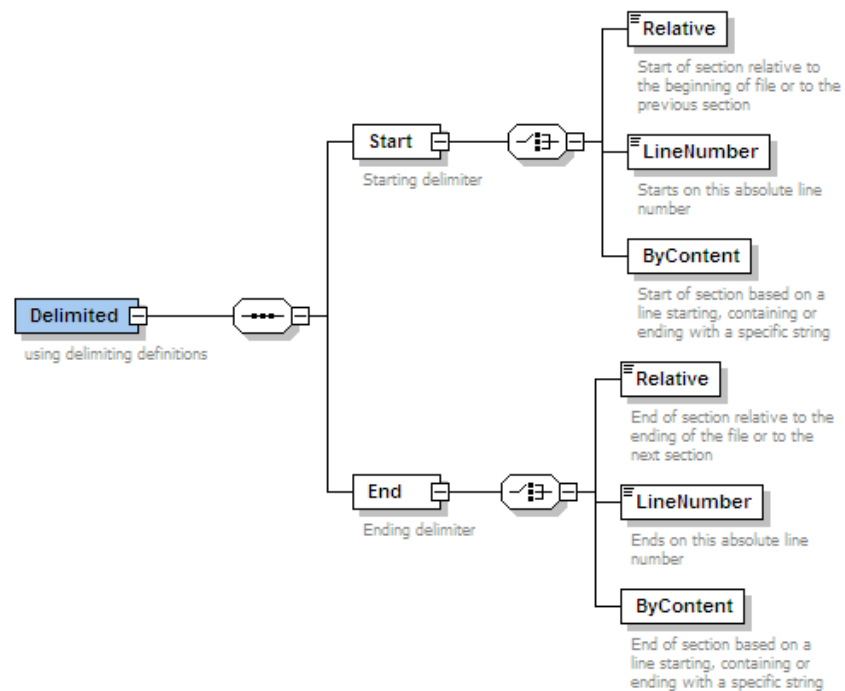 Relative
Start of section relative to
the beginning of file or to the
previous section
Start
Starting delimiter
LineNumber
Starts on this absolute line
number
ByContent
Start of section based on a
line starting, containing or
ending with a specific string
Delimited
using delimiting definitions
Relative
End of section relative to the
ending of the file or to the
next section
End
Ending delimiter
LineNumber
Ends on this absolute line
number
ByContent
End of section based on a
line starting, containing or
ending with a specific string